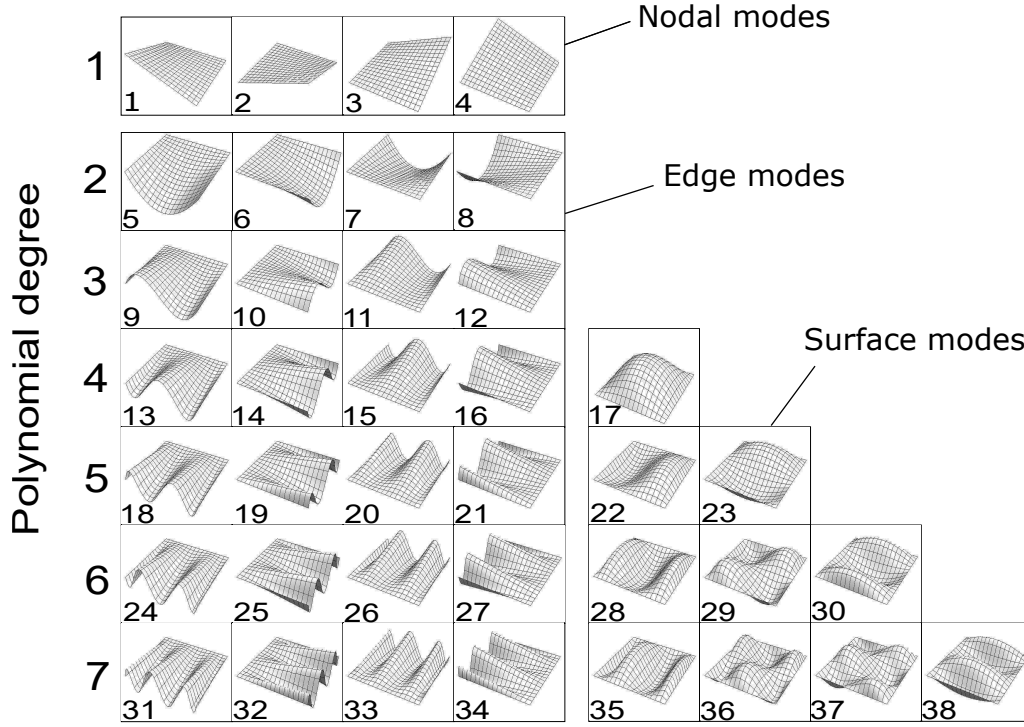 Nodal modes
1
1 2 3 4
Edge modes
Polynomial degree
2
5 6 7 8
3
9 10 11 12
Surface modes
4
13 14 15 16 17
5
18 19 20 21 22 23
6
24 25 26 27 28 29 30
7
31 32 33 34 35 36 37 38